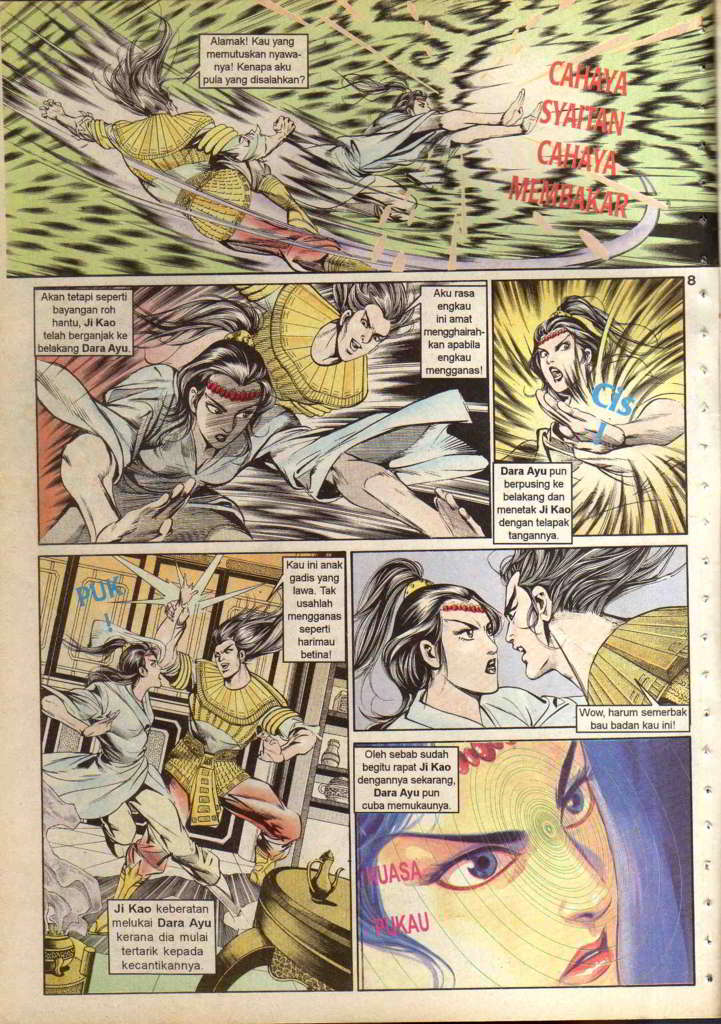 Alamak! Kau yang
memutuskan nyawa-
nya! Kenapa aku
pula yang disalahkan?
CAHAYA
SYAITAN
CAHAYA
MEMBAKAR
8
Akan tetapi seperti
bayangan roh
hantu, Ji Kao
telah berganjak ke
belakang Dara Ayu.
Aku rasa
engkau
ini amat
mengghairah-
kan apabila
engkau
mengganas!
Cis
!
Dara Ayu pun
berpusing ke
belakang dan
menetak Ji Kao
dengan telapak
tangannya.
PUK
!
Kau ini anak
gadis yang
lawa. Tak
usahlah
mengganas
seperti
harimau
betina!
Ji Kao keberatan
melukai Dara Ayu
kerana dia mulai
tertarik kepada
kecantikannya.
Wow, harum semerbak
bau badan kau ini!
Oleh sebab sudah
begitu rapat Ji Kao
dengannya sekarang,
Dara Ayu pun
cuba memukaunya.
KUASA
PUKAU